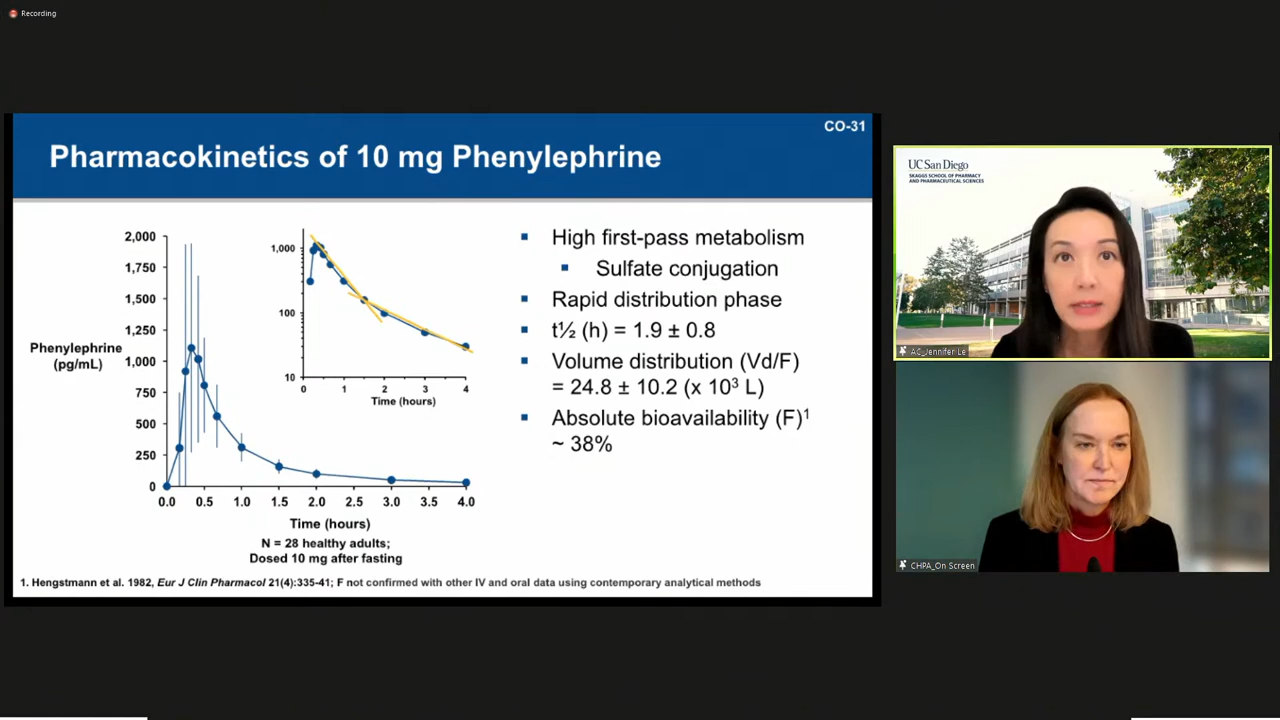 Recording
CO-31
Pharmacokinetics of 10 mg Phenylephrine
2,000
1,750
1,500
1,250
1,000
750
500
250
0
Phenylephrine
(pg/mL)
0.0 0.5 1.0 1.5 2.0 2.5 3.0 3.5 4.0
Time (hours)
N = 28 healthy adults;
Dosed 10 mg after fasting
1,000
100
10
0 1 2 3 4
Time (hours)
High first-pass metabolism
Sulfate conjugation
Rapid distribution phase
t½ (h) = 1.9 ± 0.8
Volume distribution (Vd/F)
= 24.8 ± 10.2 (x 10³ L)
Absolute bioavailability (F)¹
~ 38%
1. Hengstmann et al. 1982, Eur J Clin Pharmacol 21(4):335-41; F not confirmed with other IV and oral data using contemporary analytical methods
UC San Diego
SKAGGS SCHOOL OF PHARMACY
AND PHARMACEUTICAL SCIENCES
AC_Jennifer Le
CHPA_On Screen